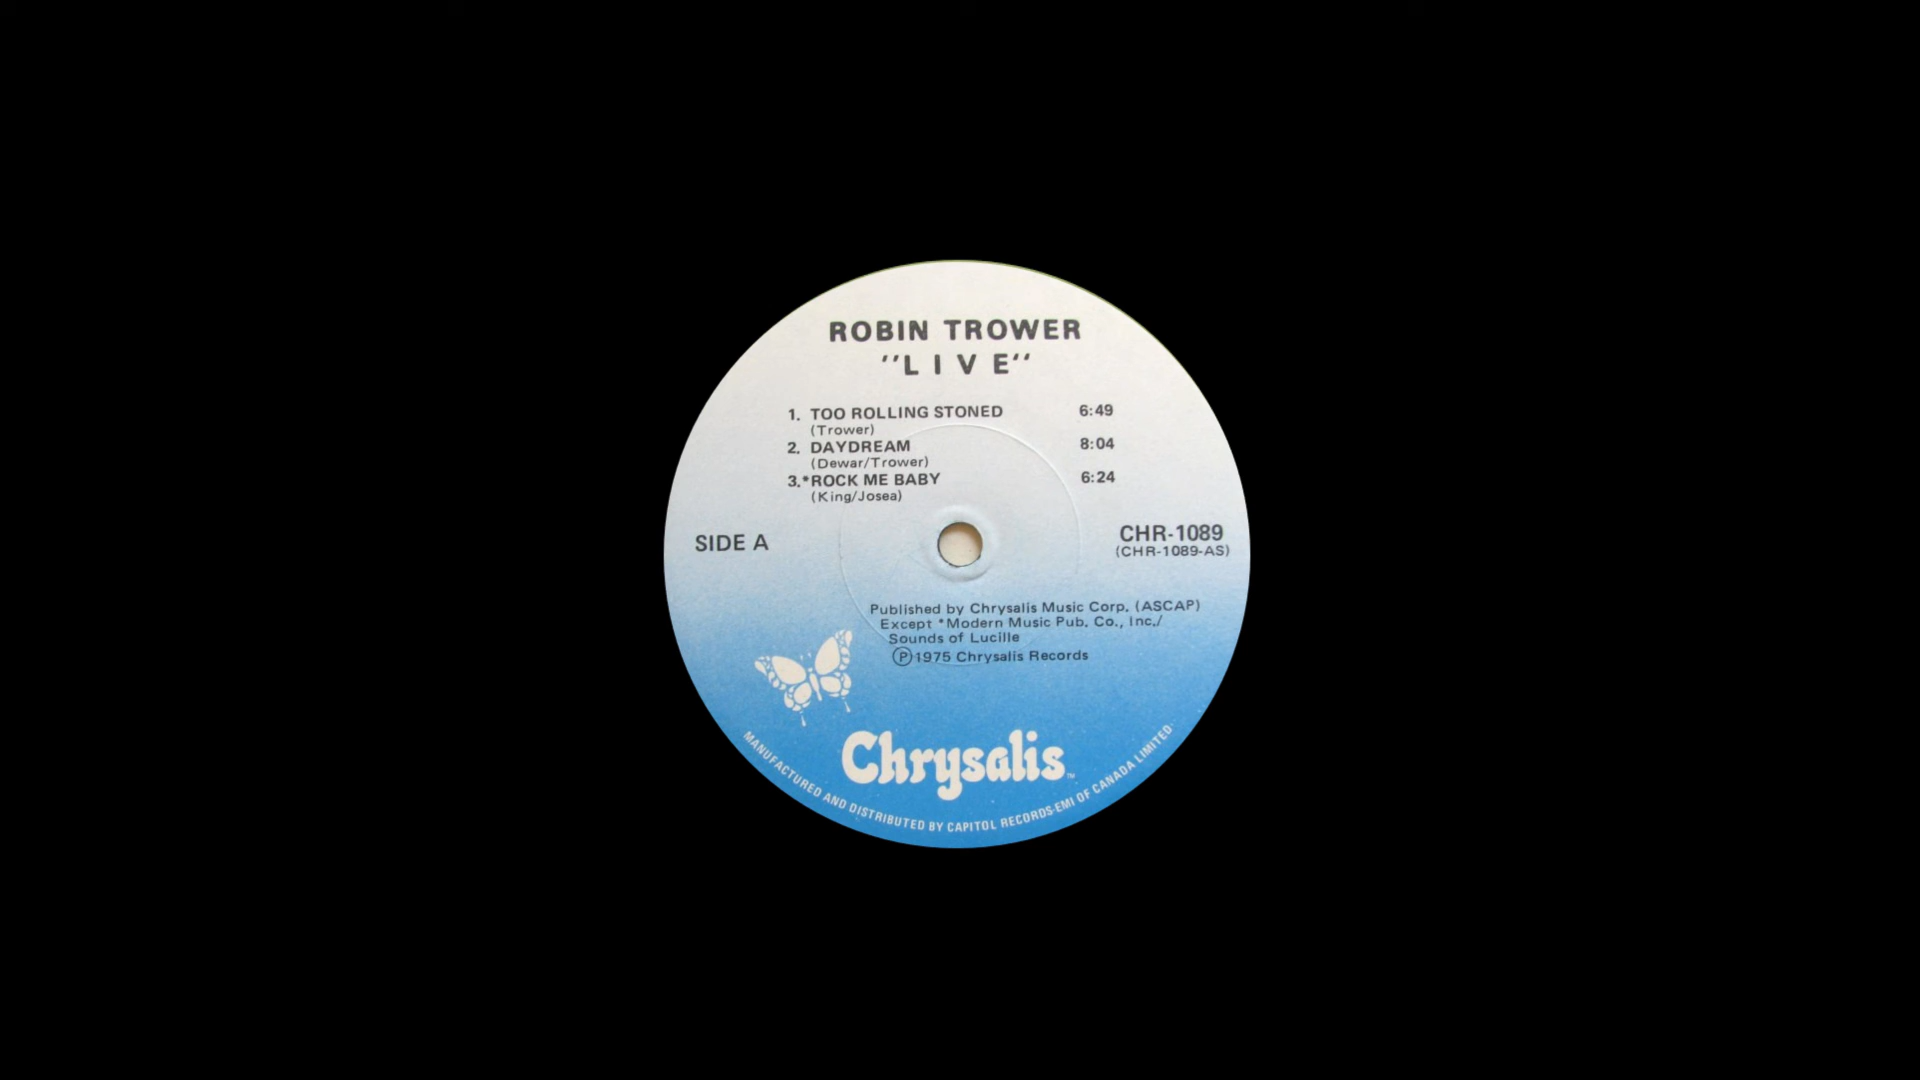 ROBIN TROWER
"L I V E"
1. TOO ROLLING STONED 6:49
(Trower)
2. DAYDREAM 8:04
(Dewar/Trower)
3.*ROCK ME BABY 6:24
(King/Josea)
SIDE A
CHR-1089
(CHR-1089-AS)
Published by Chrysalis Music Corp. (ASCAP)
Except *Modern Music Pub. Co., Inc./
Sounds of Lucille
Ⓟ1975 Chrysalis Records
Chrysalis™
MANUFACTURED AND DISTRIBUTED BY CAPITOL RECORDS-EMI OF CANADA LIMITED.